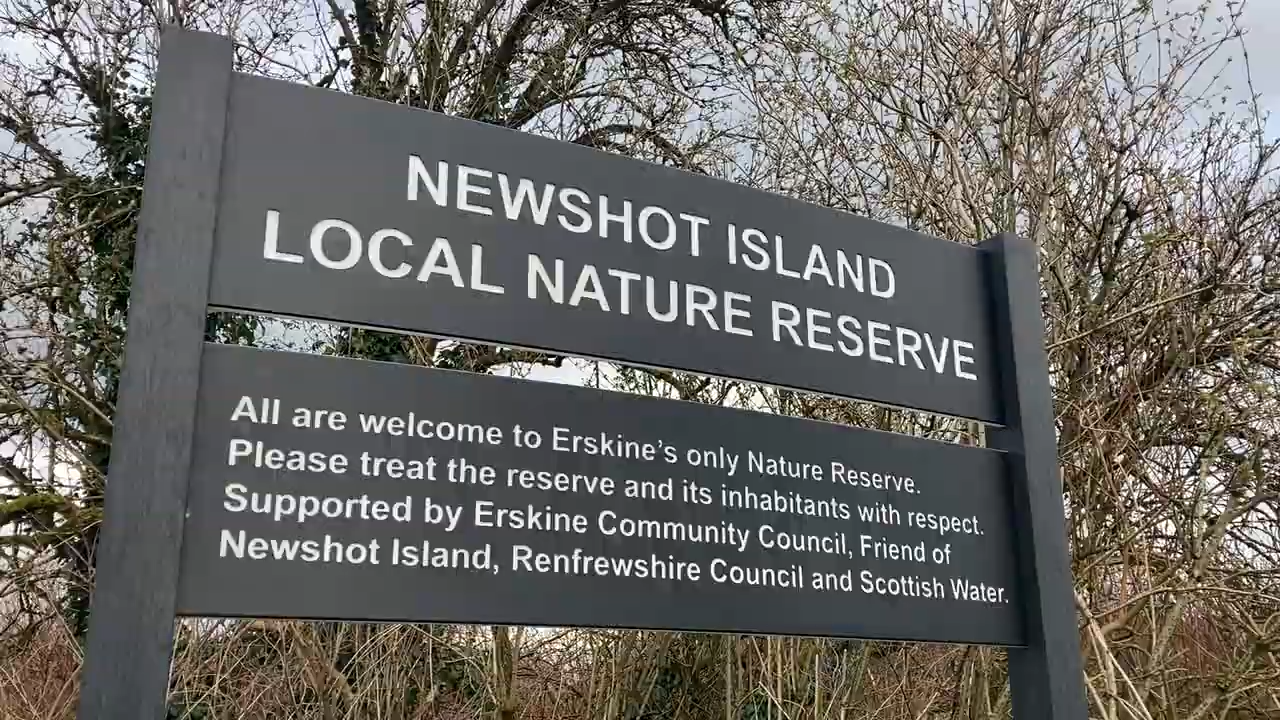 NEWSHOT ISLAND
LOCAL NATURE RESERVE
All are welcome to Erskine's only Nature Reserve.
Please treat the reserve and its inhabitants with respect.
Supported by Erskine Community Council, Friend of
Newshot Island, Renfrewshire Council and Scottish Water.